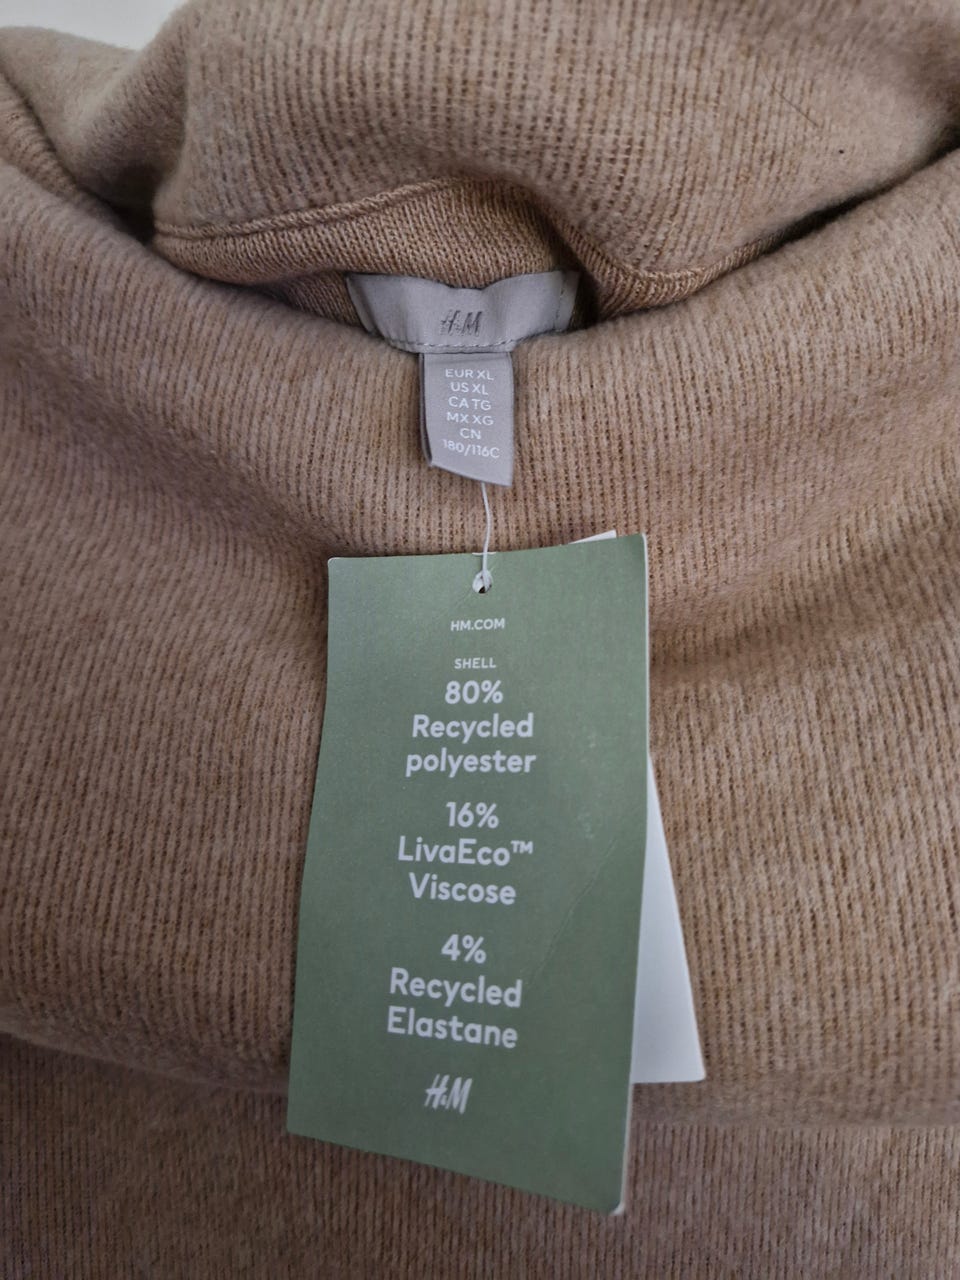 H&M
EUR XL
US XL
CA TG
MX XG
CN
180/116C
HM.COM
SHELL
80%
Recycled
polyester
16%
LivaEco™
Viscose
4%
Recycled
Elastane
H&M